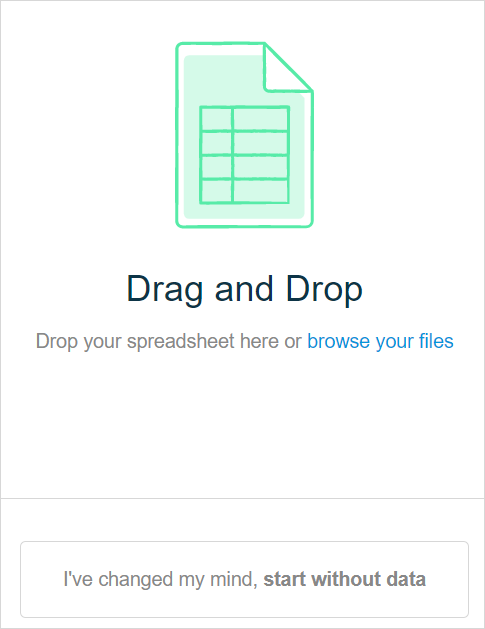 Drag and Drop
Drop your spreadsheet here or browse your files
I've changed my mind, start without data